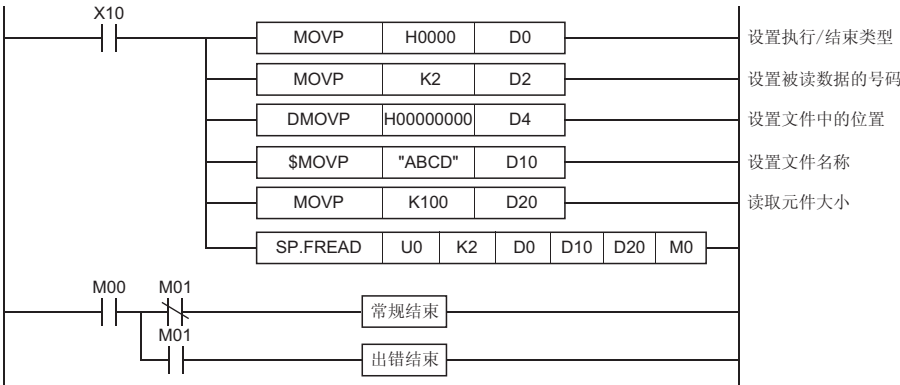 X10
MOVP H0000 D0 设置执行/结束类型
MOVP K2 D2 设置被读数据的号码
DMOVP H00000000 D4 设置文件中的位置
$MOVP "ABCD" D10 设置文件名称
MOVP K100 D20 读取元件大小
SP.FREAD U0 K2 D0 D10 D20 M0
M00 M01
常规结束
M01
出错结束